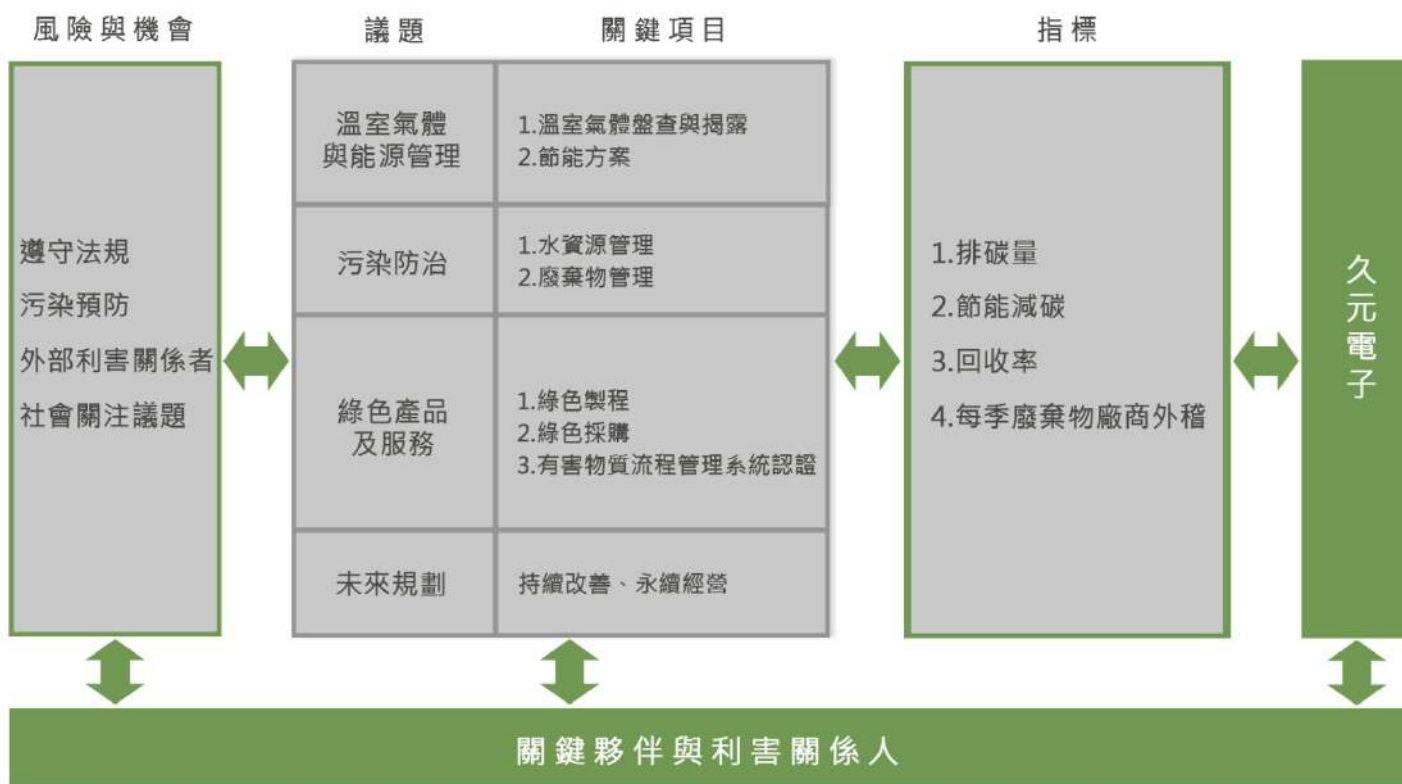 風險與機會
議題
關鍵項目
指標
遵守法規
污染預防
外部利害關係者
社會關注議題
溫室氣體
與能源管理
1.溫室氣體盤查與揭露
2.節能方案
污染防治
1.水資源管理
2.廢棄物管理
綠色產品
及服務
1.綠色製程
2.綠色採購
3.有害物質流程管理系統認證
未來規劃
持續改善、永續經營
1.排碳量
2.節能減碳
3.回收率
4.每季廢棄物廠商外稽
久元電子
關鍵夥伴與利害關係人